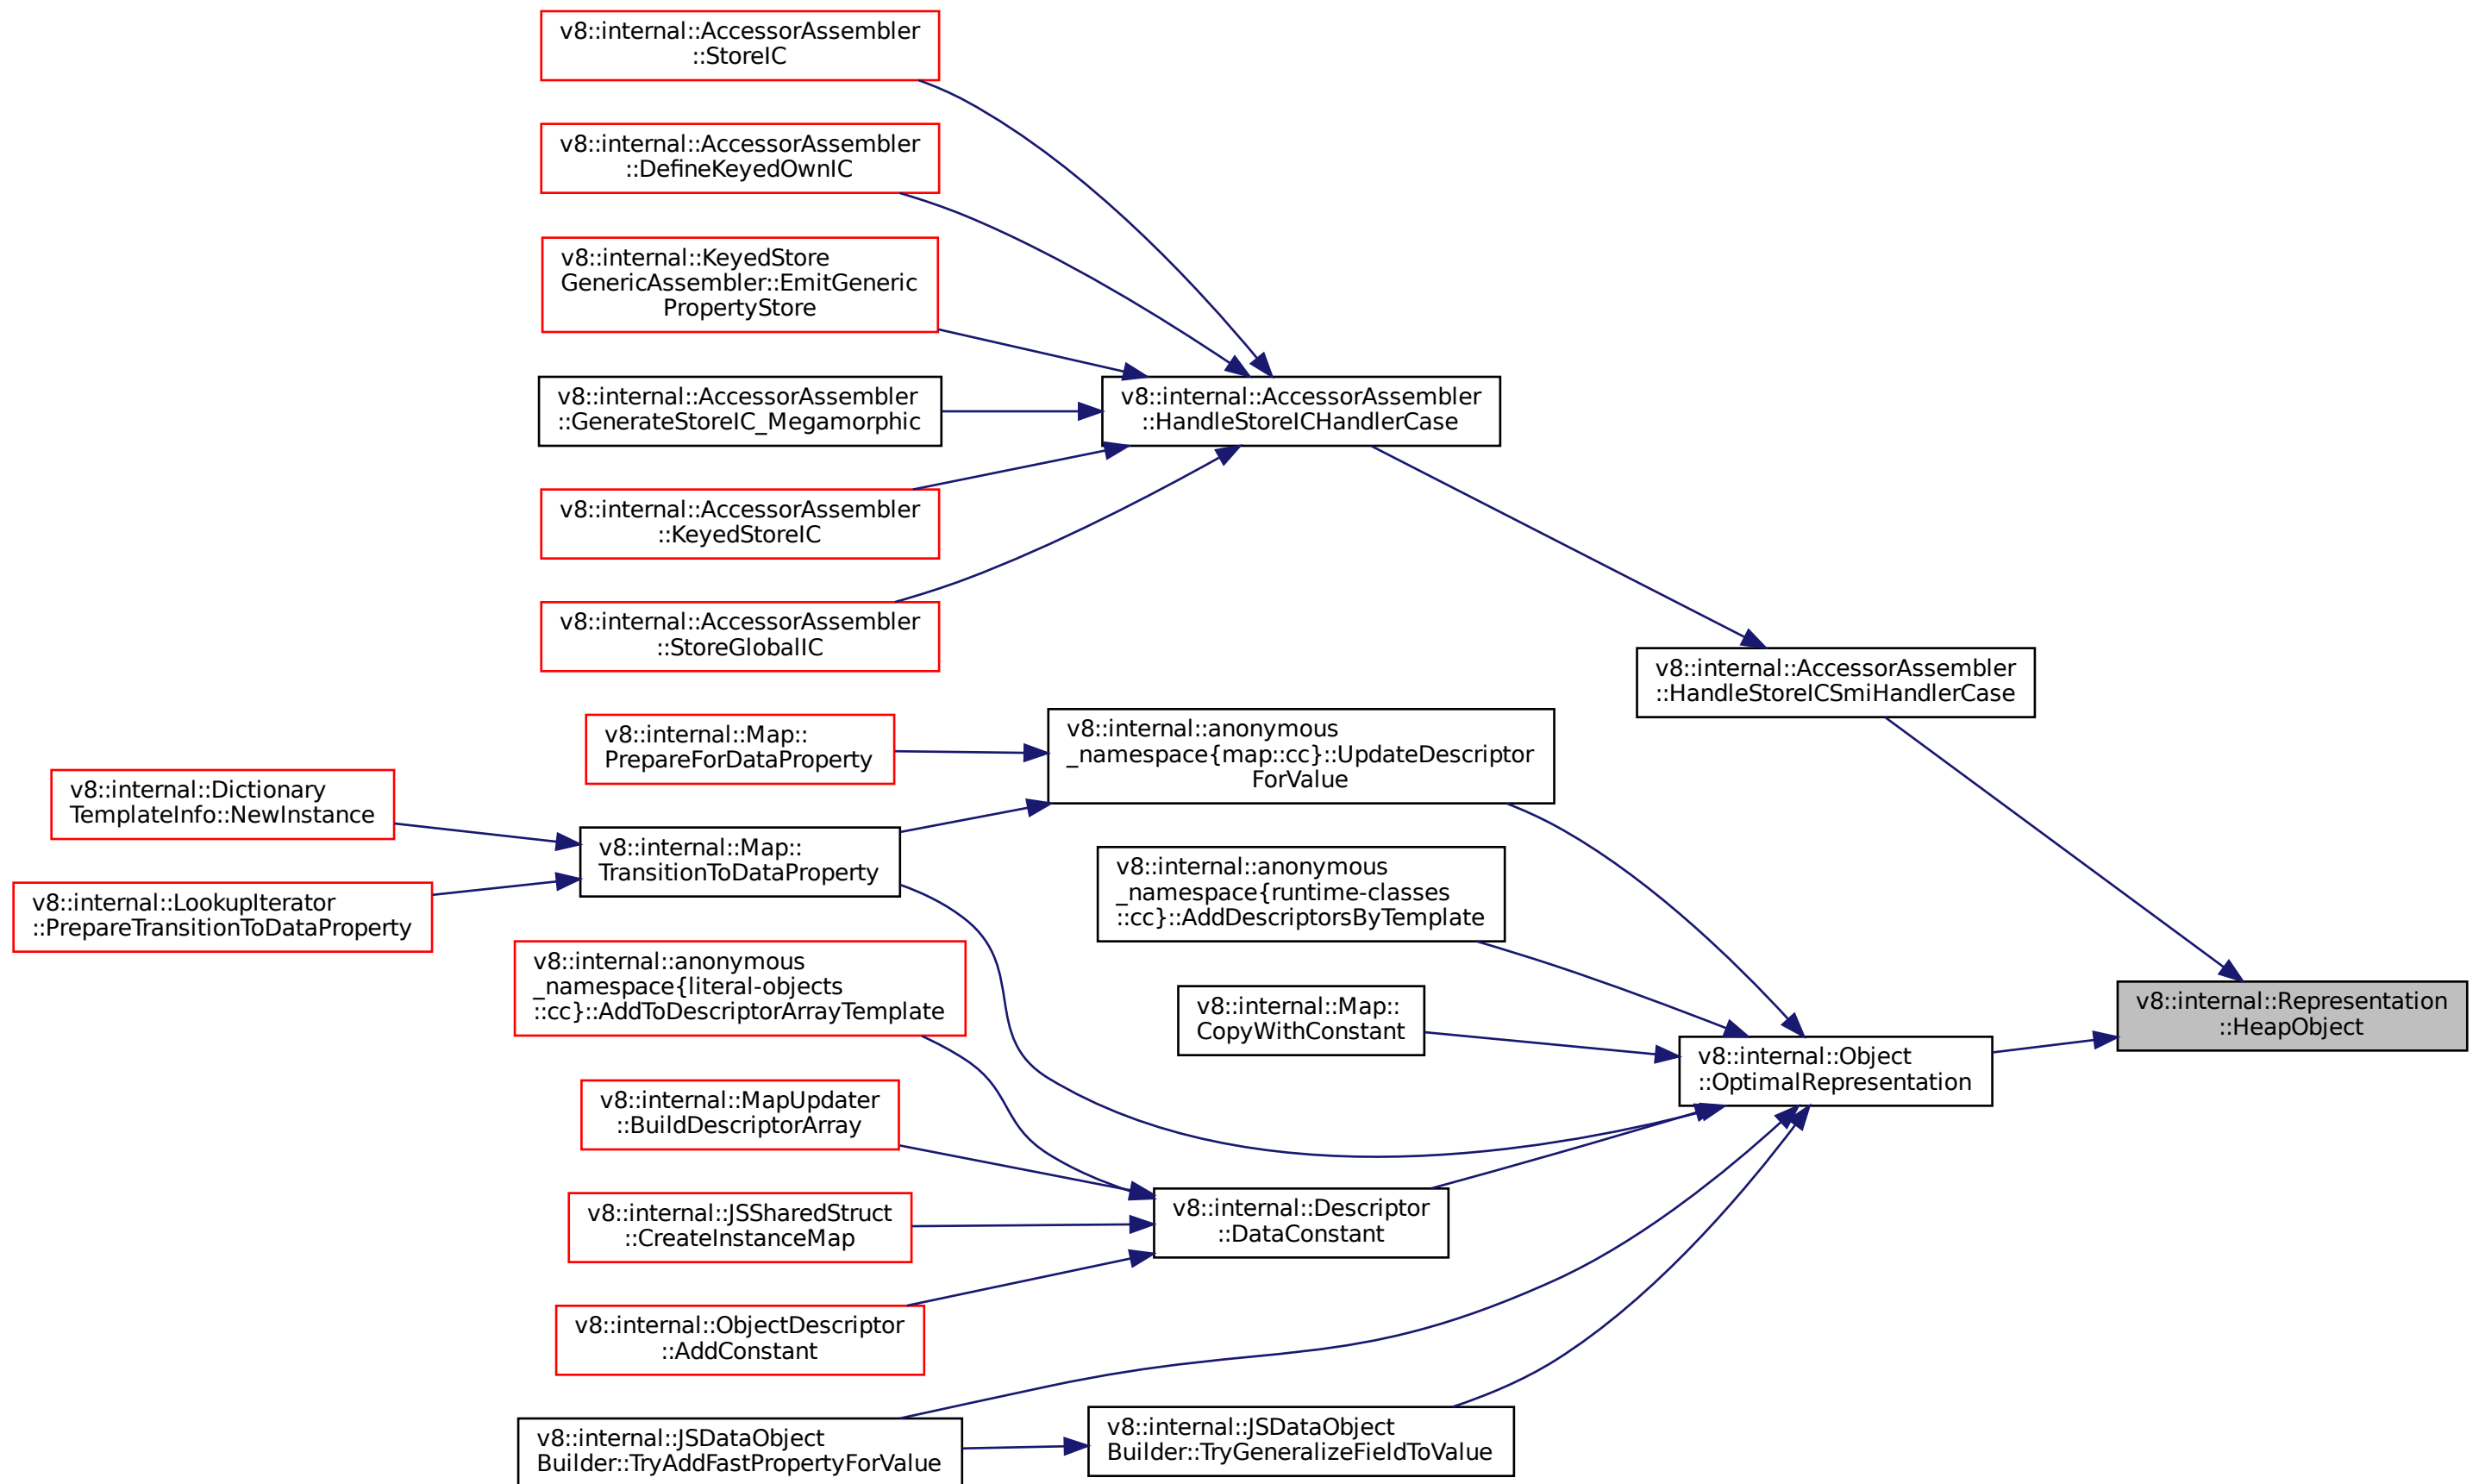 v8::internal::AccessorAssembler
::StoreIC
v8::internal::AccessorAssembler
::DefineKeyedOwnIC
v8::internal::KeyedStore
GenericAssembler::EmitGeneric
PropertyStore
v8::internal::AccessorAssembler
::GenerateStoreIC_Megamorphic
v8::internal::AccessorAssembler
::HandleStoreICHandlerCase
v8::internal::AccessorAssembler
::KeyedStoreIC
v8::internal::AccessorAssembler
::StoreGlobalIC
v8::internal::AccessorAssembler
::HandleStoreICSmiHandlerCase
v8::internal::Map::
PrepareForDataProperty
v8::internal::anonymous
_namespace{map::cc}::UpdateDescriptor
ForValue
v8::internal::Dictionary
TemplateInfo::NewInstance
v8::internal::Map::
TransitionToDataProperty
v8::internal::anonymous
_namespace{runtime-classes
::cc}::AddDescriptorsByTemplate
v8::internal::LookupIterator
::PrepareTransitionToDataProperty
v8::internal::anonymous
_namespace{literal-objects
::cc}::AddToDescriptorArrayTemplate
v8::internal::Map::
CopyWithConstant
v8::internal::Representation
::HeapObject
v8::internal::Object
::OptimalRepresentation
v8::internal::MapUpdater
::BuildDescriptorArray
v8::internal::JSSharedStruct
::CreateInstanceMap
v8::internal::Descriptor
::DataConstant
v8::internal::ObjectDescriptor
::AddConstant
v8::internal::JSDataObject
Builder::TryAddFastPropertyForValue
v8::internal::JSDataObject
Builder::TryGeneralizeFieldToValue